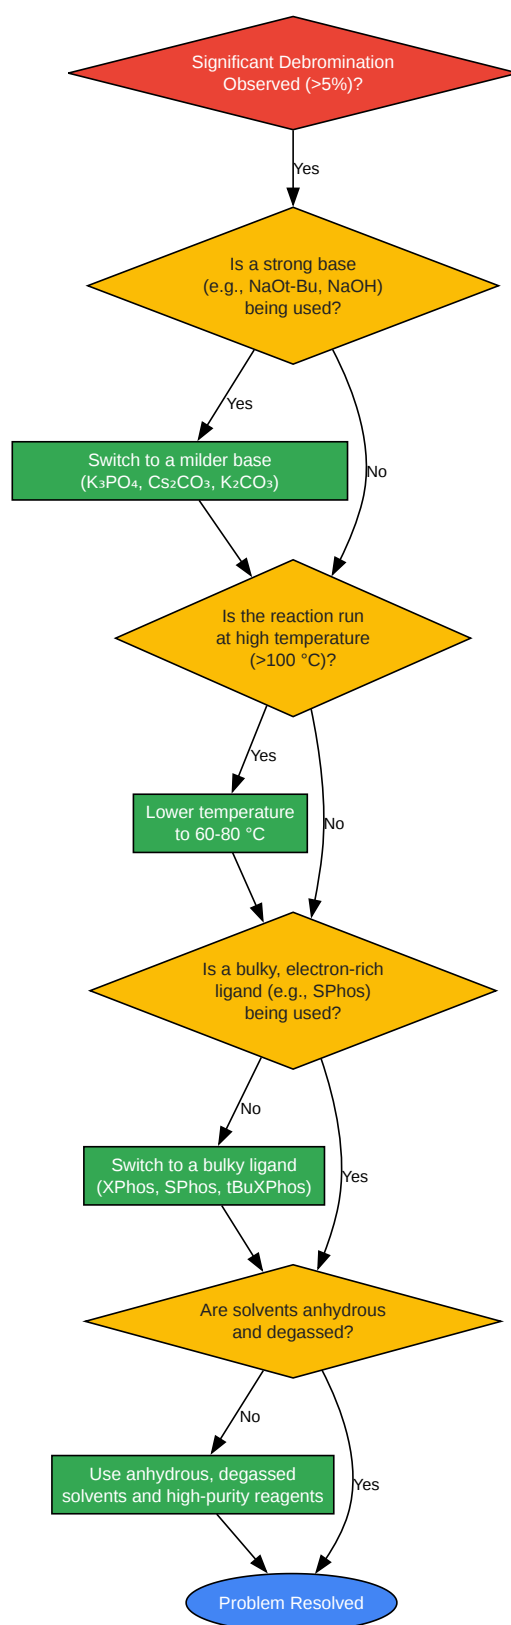 Significant Debromination
Observed (>5%)?
Yes
Is a strong base
(e.g., NaOt-Bu, NaOH)
being used?
Yes
Switch to a milder base
(K₃PO₄, Cs₂CO₃, K₂CO₃)
No
Is the reaction run
at high temperature
(>100 °C)?
Yes
Lower temperature
to 60-80 °C
No
Is a bulky, electron-rich
ligand (e.g., SPhos)
being used?
No
Switch to a bulky ligand
(XPhos, SPhos, tBuXPhos)
Yes
Are solvents anhydrous
and degassed?
No
Use anhydrous, degassed
solvents and high-purity reagents
Yes
Problem Resolved